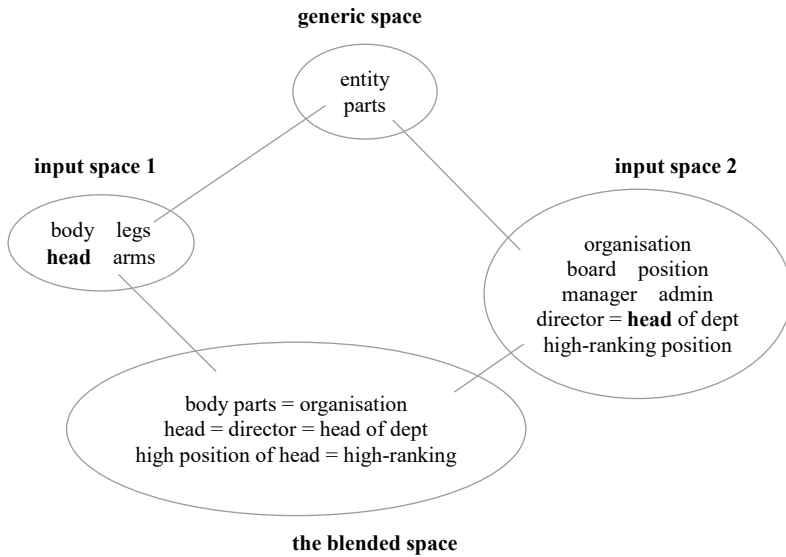 generic space
entity
parts
input space 1
input space 2
body legs
head arms
organisation
board position
manager admin
director = head of dept
high-ranking position
body parts = organisation
head = director = head of dept
high position of head = high-ranking
the blended space